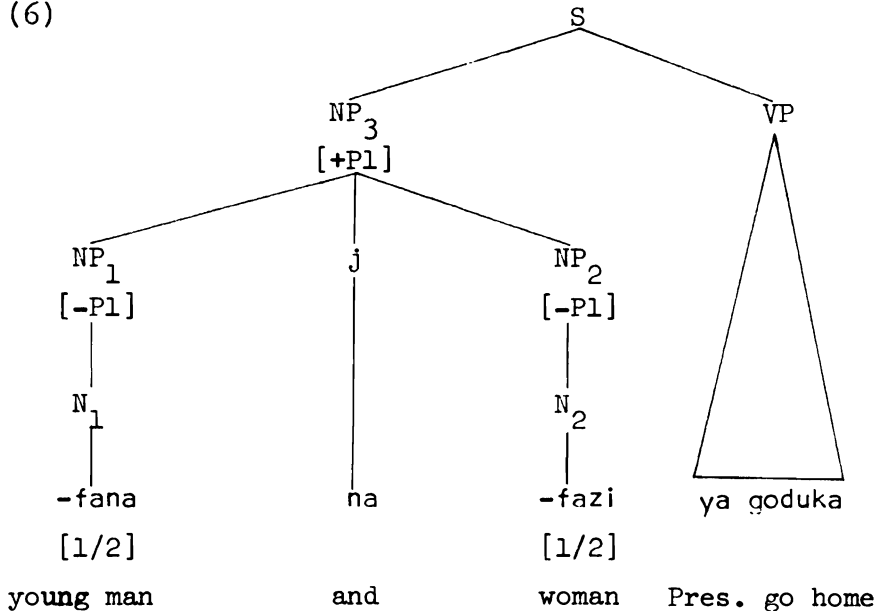 (6)
S
NP3 VP
[+Pl]
NP1 j NP2
[-Pl] [-Pl]
N1 N2
-fana na -fazi ya goduka
[1/2] [1/2]
young man and woman Pres. go home